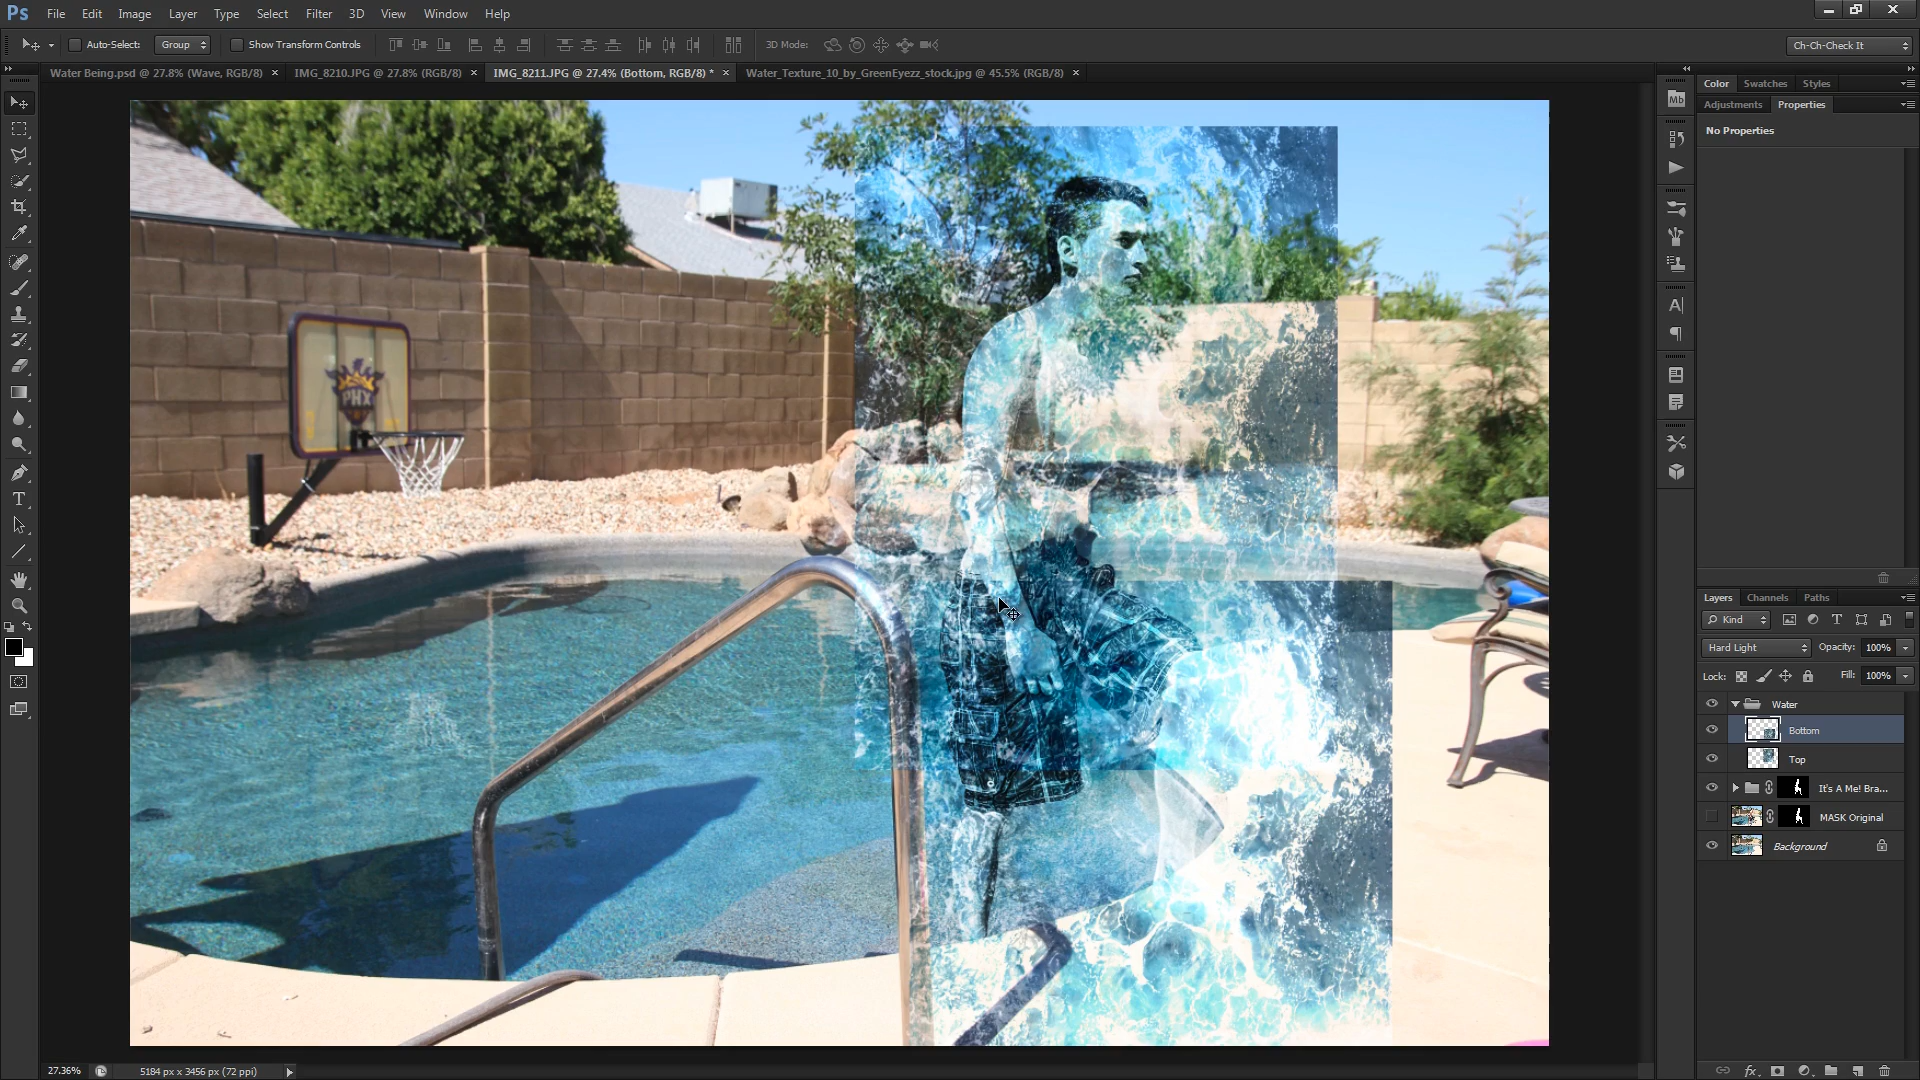 Ps File Edit Image Layer Type Select Filter 3D View Window Help
Auto-Select: Group Show Transform Controls 3D Mode: Ch-Ch-Check It
Water Being.psd @ 27.8% (Wave, RGB/8) × IMG_8210.JPG @ 27.8% (RGB/8) × IMG_8211.JPG @ 27.4% (Bottom, RGB/8) * × Water_Texture_10_by_GreenEyezz_stock.jpg @ 45.5% (RGB/8) ×
Color Swatches Styles
Mb
Adjustments Properties
No Properties
PHX
Layers Channels Paths
Kind
Hard Light Opacity: 100%
Lock: Fill: 100%
Water
Bottom
Top
It's A Me! Bra...
MASK Original
Background
27.36% 5184 px x 3456 px (72 ppi)
fx